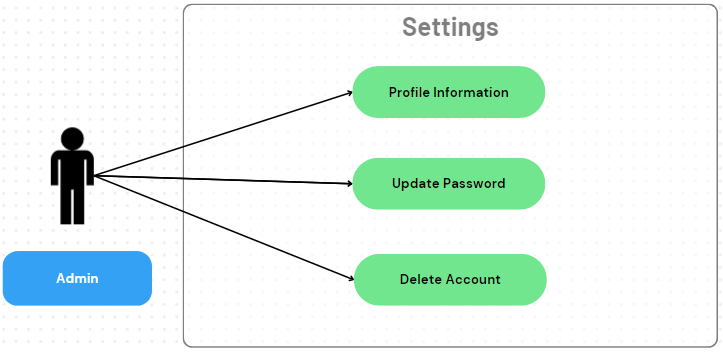 Settings
Profile Information
Update Password
Delete Account
Admin